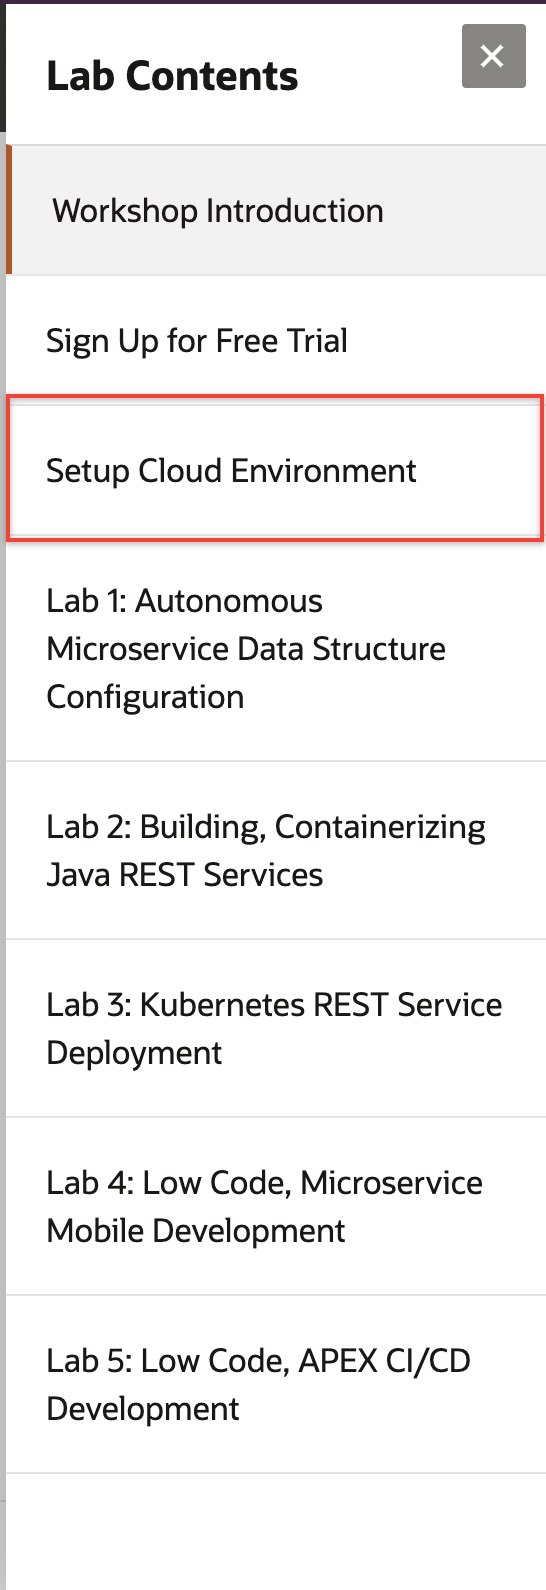 Lab Contents
Workshop Introduction
Sign Up for Free Trial
Setup Cloud Environment
Lab 1: Autonomous
Microservice Data Structure
Configuration
Lab 2: Building, Containerizing
Java REST Services
Lab 3: Kubernetes REST Service
Deployment
Lab 4: Low Code, Microservice
Mobile Development
Lab 5: Low Code, APEX CI/CD
Development